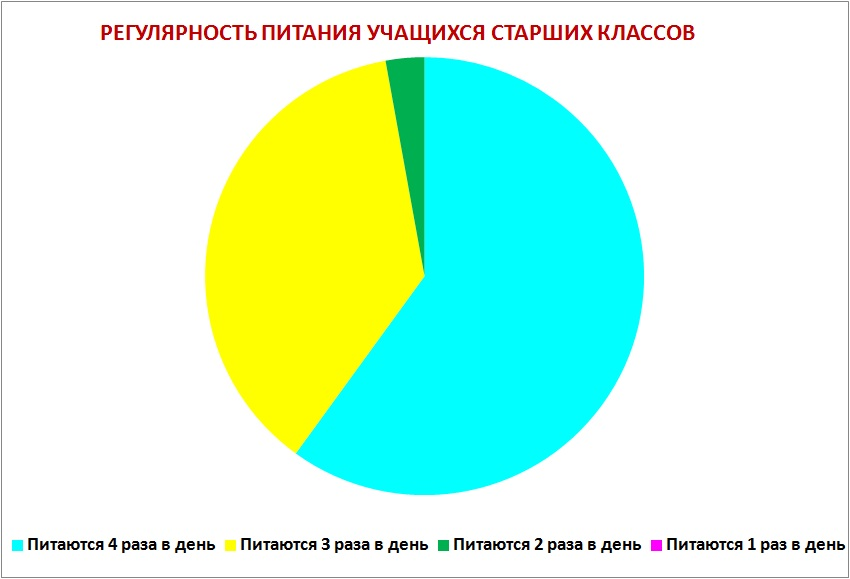 РЕГУЛЯРНОСТЬ ПИТАНИЯ УЧАЩИХСЯ СТАРШИХ КЛАССОВ
Питаются 4 раза в день Питаются 3 раза в день Питаются 2 раза в день Питаются 1 раз в день